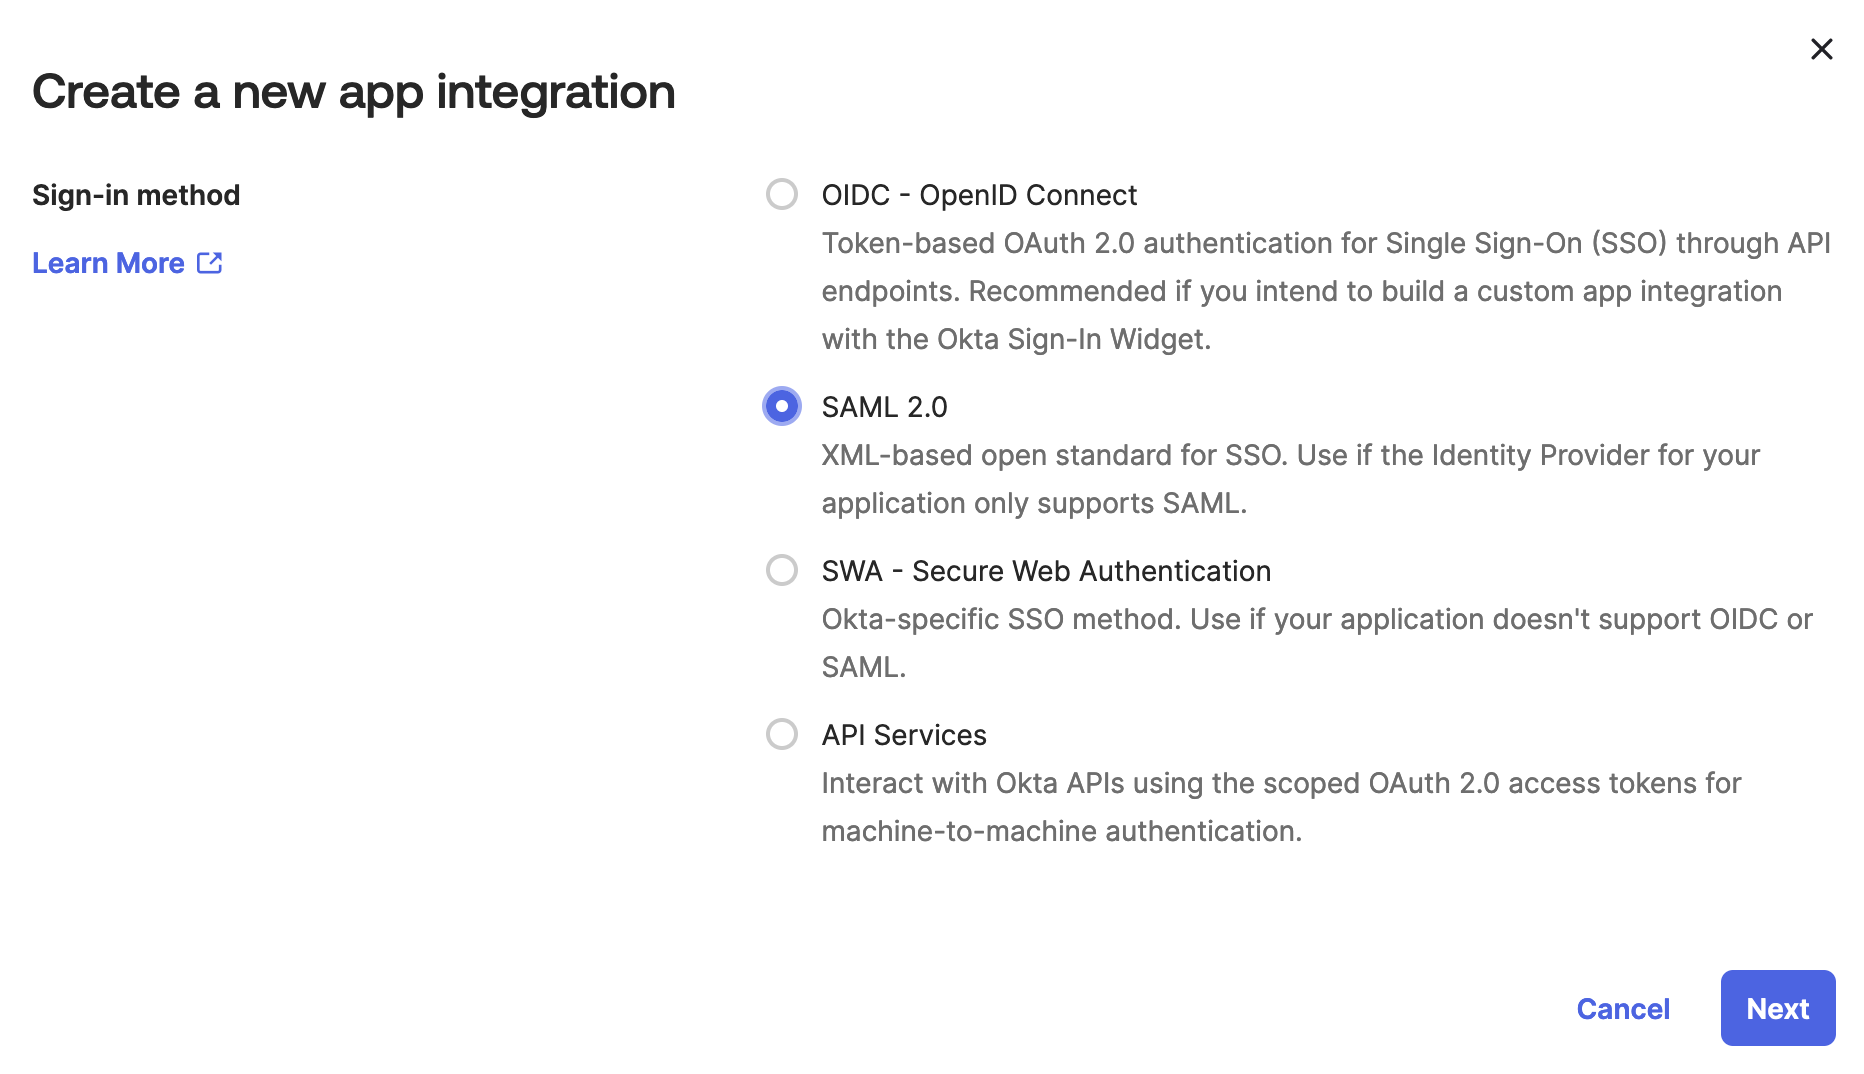 Create a new app integration
Sign-in method
Learn More
OIDC - OpenID Connect
Token-based OAuth 2.0 authentication for Single Sign-On (SSO) through API
endpoints. Recommended if you intend to build a custom app integration
with the Okta Sign-In Widget.
SAML 2.0
XML-based open standard for SSO. Use if the Identity Provider for your
application only supports SAML.
SWA - Secure Web Authentication
Okta-specific SSO method. Use if your application doesn't support OIDC or
SAML.
API Services
Interact with Okta APIs using the scoped OAuth 2.0 access tokens for
machine-to-machine authentication.
Cancel
Next